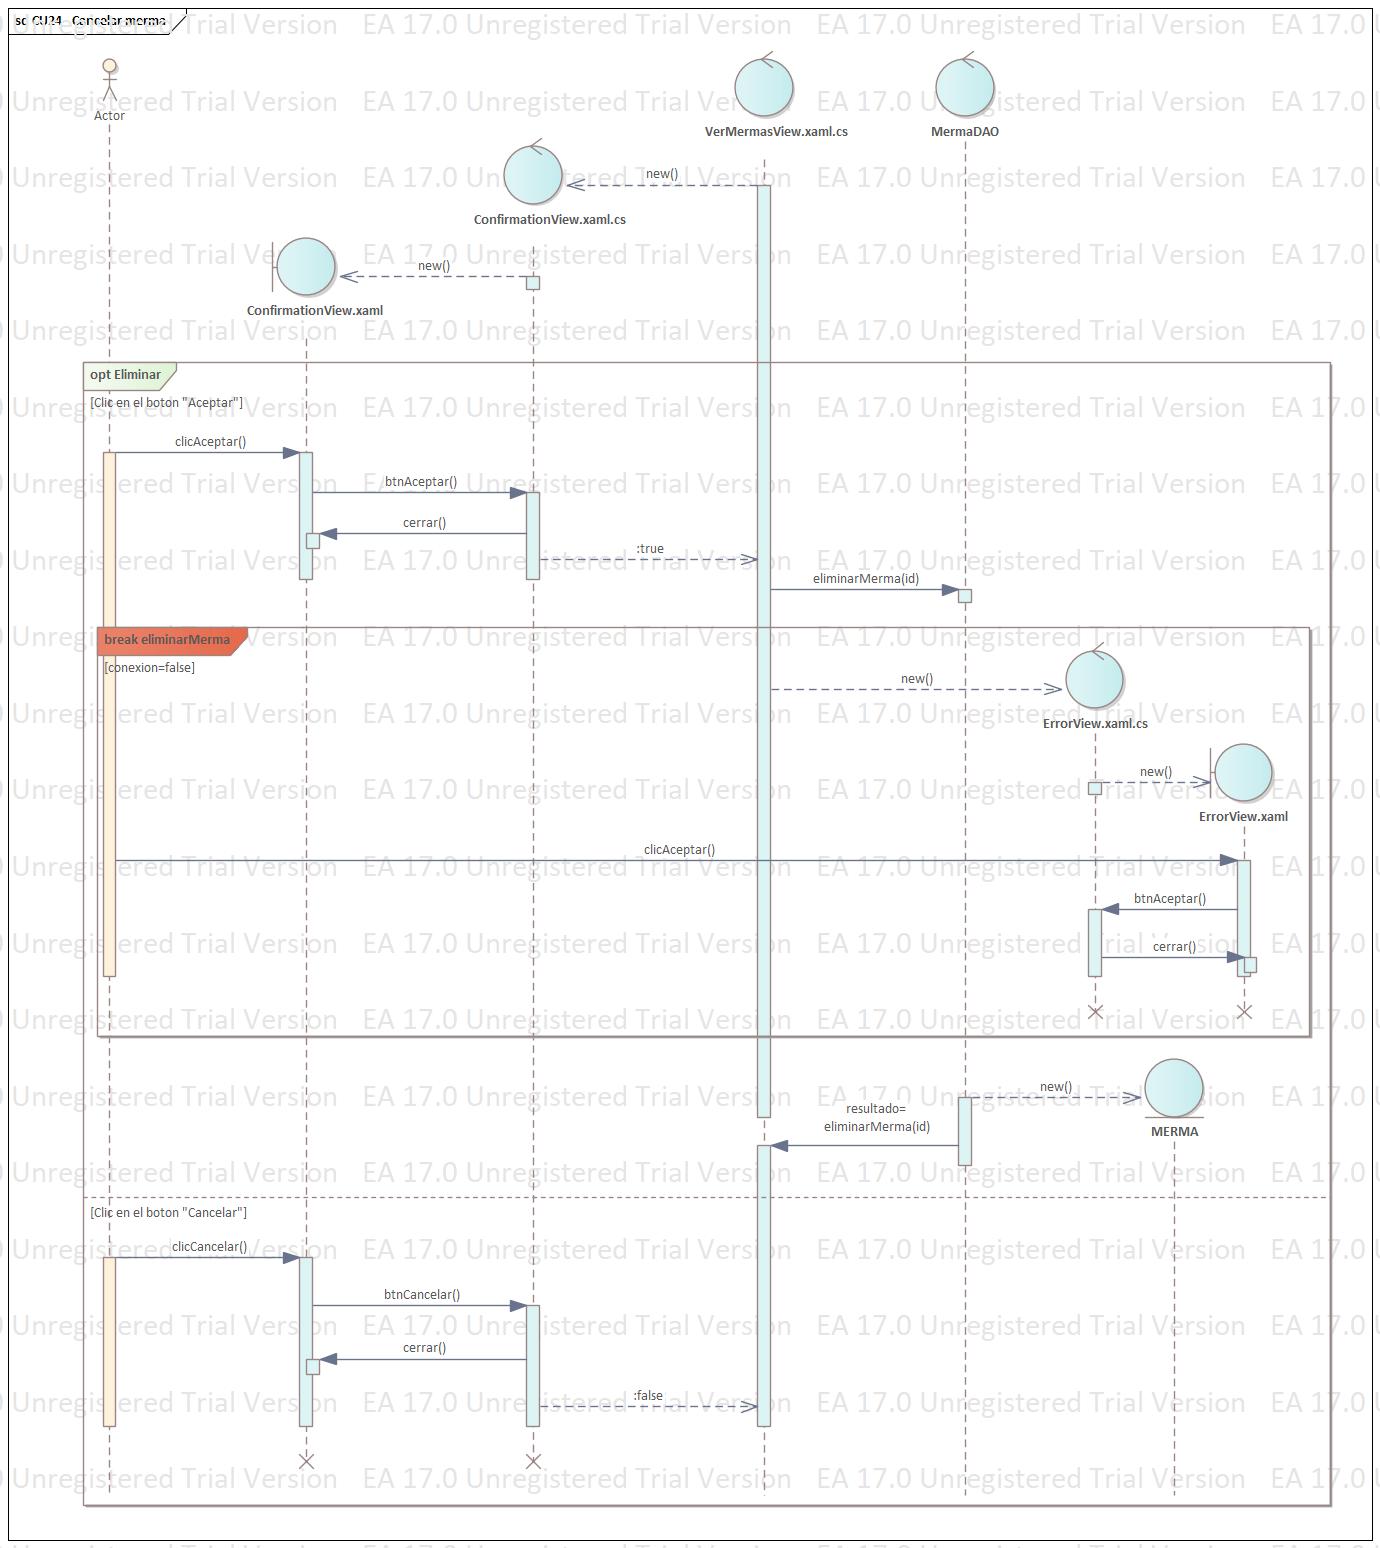 sd CU24 - Cancelar merma
Actor
VerMermasView.xaml.cs
MermaDAO
new()
ConfirmationView.xaml.cs
new()
ConfirmationView.xaml
opt Eliminar
[Clic en el boton "Aceptar"]
clicAceptar()
btnAceptar()
cerrar()
:true
eliminarMerma(id)
break eliminarMerma
[conexion=false]
new()
ErrorView.xaml.cs
new()
ErrorView.xaml
clicAceptar()
btnAceptar()
cerrar()
new()
resultado=
eliminarMerma(id)
MERMA
[Clic en el boton "Cancelar"]
clicCancelar()
btnCancelar()
cerrar()
:false
EA 17.0 Unregistered Trial Version